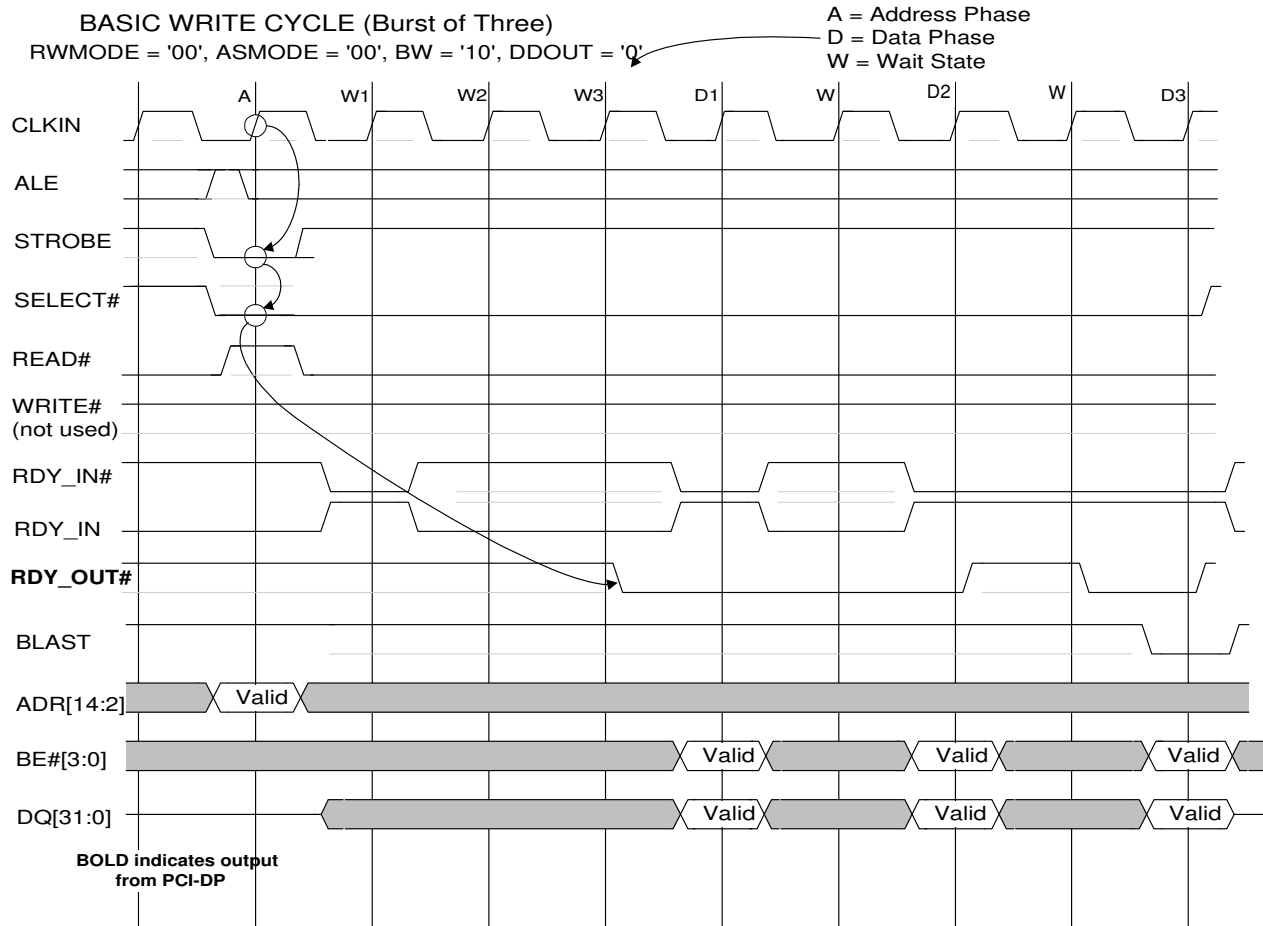 BASIC WRITE CYCLE (Burst of Three)
RWMODE = '00', ASMODE = '00', BW = '10', DDOUT = '0'
A = Address Phase
D = Data Phase
W = Wait State
A W1 W2 W3 D1 W D2 W D3
CLKIN
ALE
STROBE
SELECT#
READ#
WRITE#
(not used)
RDY_IN#
RDY_IN
RDY_OUT#
BLAST
ADR[14:2] Valid
BE#[3:0] Valid Valid Valid
DQ[31:0] Valid Valid Valid
BOLD indicates output
from PCI-DP